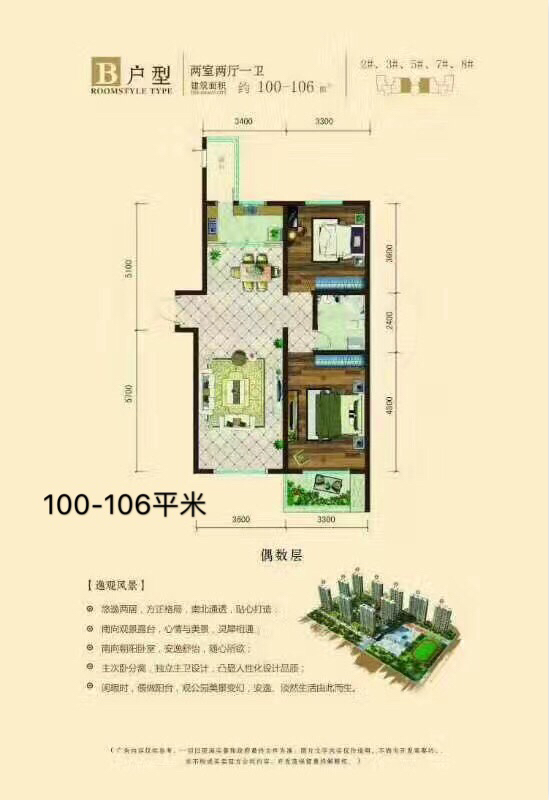 B 户型
ROOMSTYLE TYPE
两室两厅一卫
建筑面积 约 100-106 m²
2#、3#、5#、7#、8#
3400 3300
5100
5700
3600
2400
4800
100-106平米
3600 3300
偶数层
【逸观风景】
悠逸两居，方正格局，南北通透，贴心打造；
南向观景露台，心情与美景，灵犀相通；
南向朝阳卧室，安逸舒怡，随心所欲；
主次卧分离，独立主卫设计，凸显人性化设计品质；
闲暇时，偎偎阳台，观公园美景变幻，安逸、淡然生活由此而生。